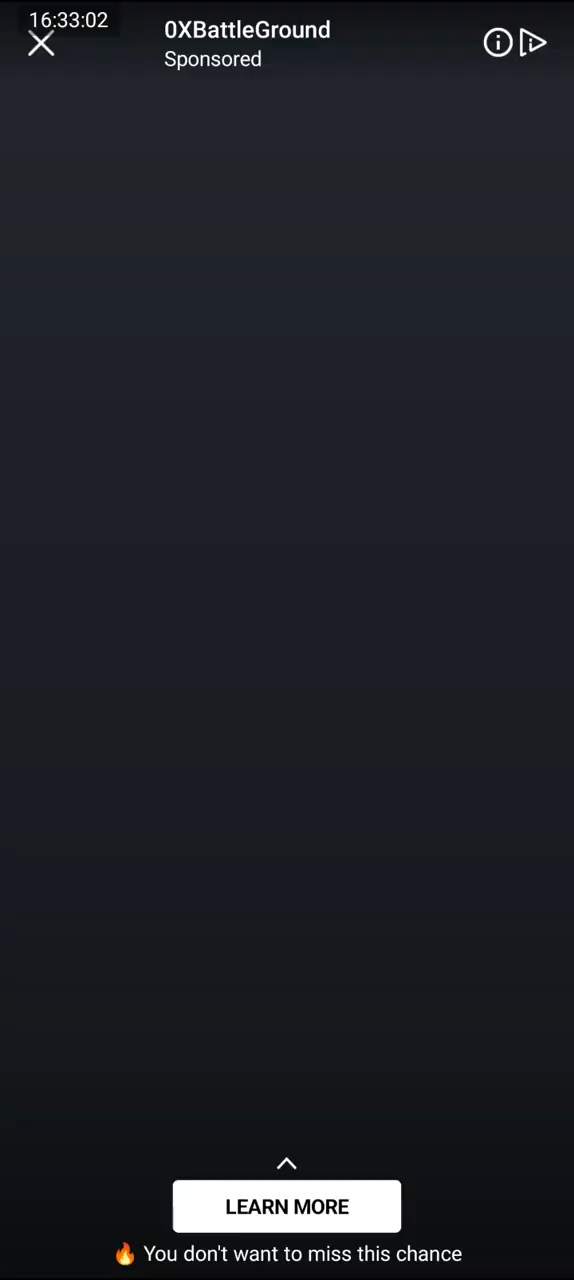 16:33:02
0XBattleGround
Sponsored
LEARN MORE
🔥 You don't want to miss this chance